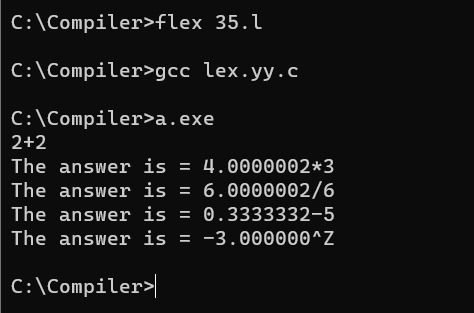 C:\Compiler>flex 35.l
C:\Compiler>gcc lex.yy.c
C:\Compiler>a.exe
2+2
The answer is = 4.0000002*3
The answer is = 6.0000002/6
The answer is = 0.3333332-5
The answer is = -3.000000^Z
C:\Compiler>